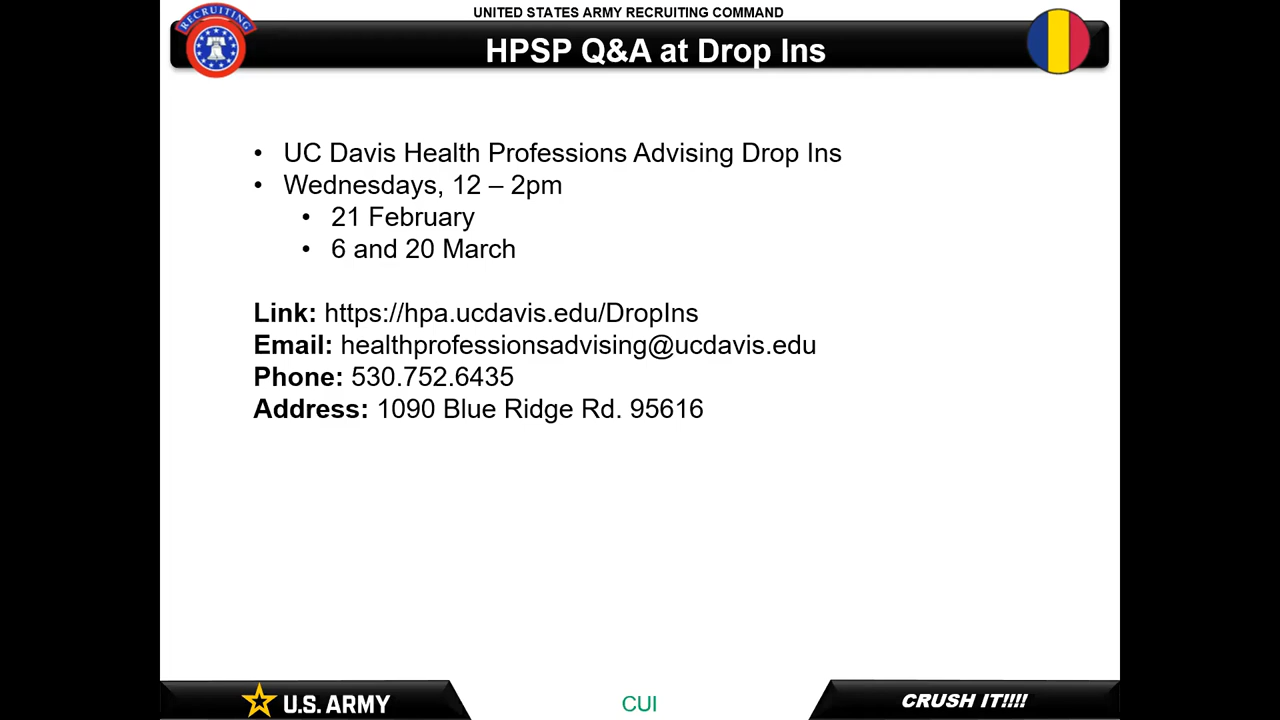 UNITED STATES ARMY RECRUITING COMMAND
RECRUITING
HPSP Q&A at Drop Ins
• UC Davis Health Professions Advising Drop Ins
• Wednesdays, 12 – 2pm
• 21 February
• 6 and 20 March
Link: https://hpa.ucdavis.edu/DropIns
Email: healthprofessionsadvising@ucdavis.edu
Phone: 530.752.6435
Address: 1090 Blue Ridge Rd. 95616
U.S. ARMY
CUI
CRUSH IT!!!!